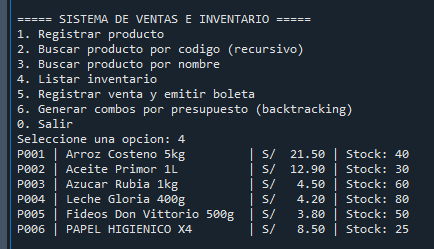 ===== SISTEMA DE VENTAS E INVENTARIO =====
1. Registrar producto
2. Buscar producto por codigo (recursivo)
3. Buscar producto por nombre
4. Listar inventario
5. Registrar venta y emitir boleta
6. Generar combos por presupuesto (backtracking)
0. Salir
Seleccione una opcion: 4
P001 | Arroz Costeno 5kg         | S/  21.50 | Stock: 40
P002 | Aceite Primor 1L          | S/  12.90 | Stock: 30
P003 | Azucar Rubia 1kg          | S/   4.50 | Stock: 60
P004 | Leche Gloria 400g         | S/   4.20 | Stock: 80
P005 | Fideos Don Vittorio 500g  | S/   3.80 | Stock: 50
P006 | PAPEL HIGIENICO X4        | S/   8.50 | Stock: 25